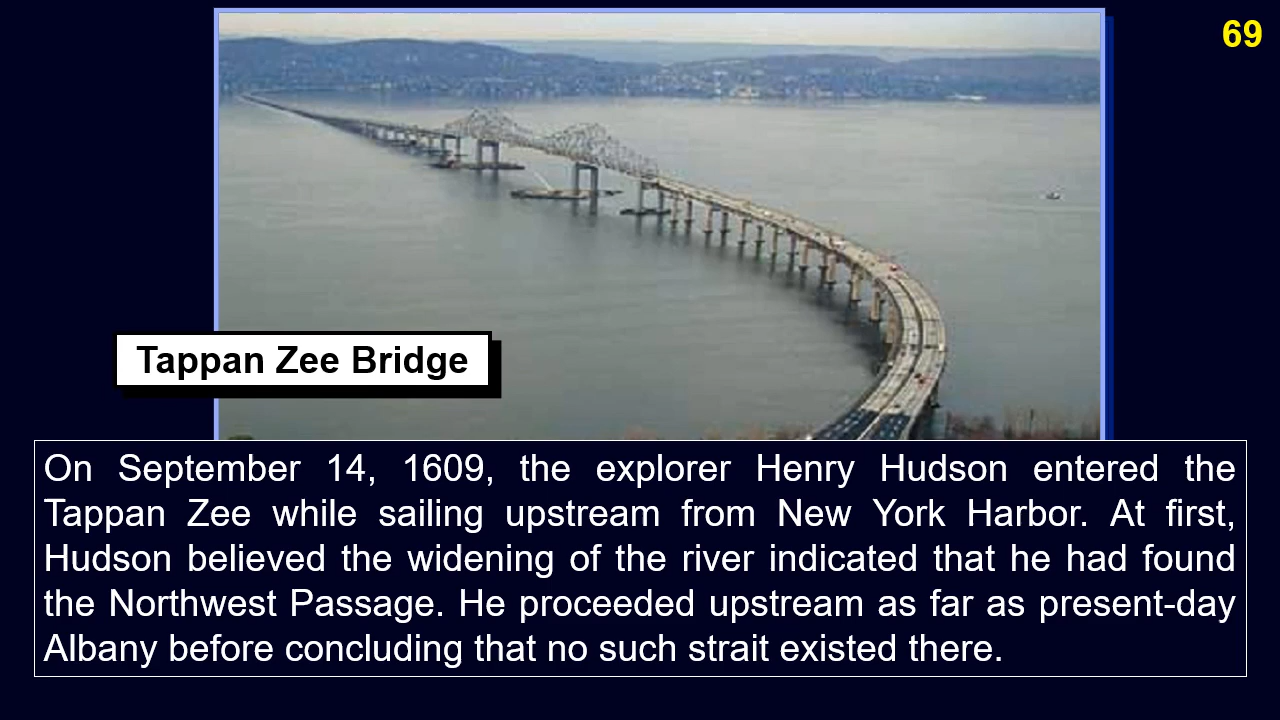 69
Tappan Zee Bridge
On September 14, 1609, the explorer Henry Hudson entered the
Tappan Zee while sailing upstream from New York Harbor. At first,
Hudson believed the widening of the river indicated that he had found
the Northwest Passage. He proceeded upstream as far as present-day
Albany before concluding that no such strait existed there.